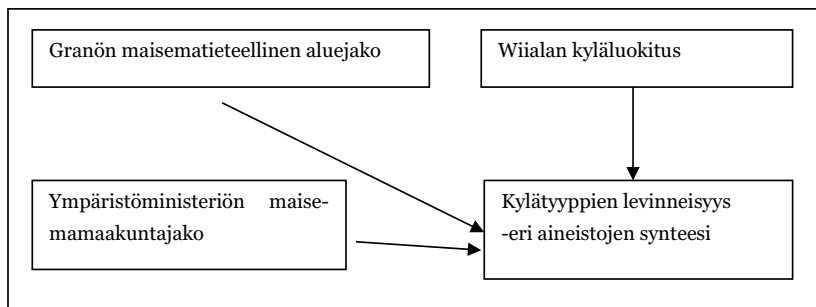 Granön maisematieteellinen aluejako
Wiialan kyläluokitus
Ympäristöministeriön maise-
mamaakuntajako
Kylätyyppien levinneisyys
-eri aineistojen synteesi